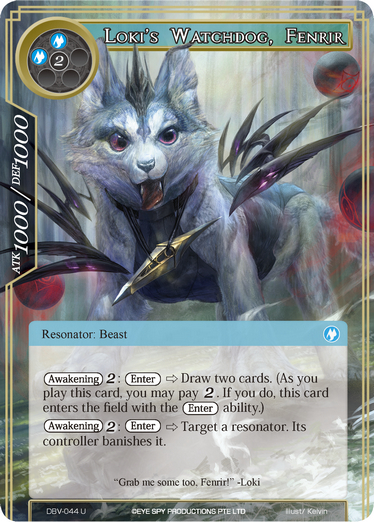 Loki's Watchdog, Fenrir
2
ATK 1000 / DEF 1000
Resonator: Beast
Awakening 2: Enter ⇨ Draw two cards. (As you
play this card, you may pay 2. If you do, this card
enters the field with the Enter ability.)
Awakening 2: Enter ⇨ Target a resonator. Its
controller banishes it.
"Grab me some too, Fenrir!" -Loki
DBV-044 U
©EYE SPY PRODUCTIONS PTE LTD
Illust/ Kelvin